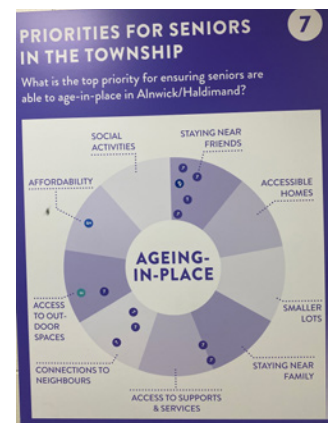 7
PRIORITIES FOR SENIORS
IN THE TOWNSHIP
What is the top priority for ensuring seniors are
able to age-in-place in Alnwick/Haldimand?
SOCIAL
ACTIVITIES
STAYING NEAR
FRIENDS
AFFORDABILITY
ACCESSIBLE
HOMES
AGEING-
IN-PLACE
ACCESS
TO OUT-
DOOR
SPACES
SMALLER
LOTS
CONNECTIONS TO
NEIGHBOURS
STAYING NEAR
FAMILY
ACCESS TO SUPPORTS
& SERVICES